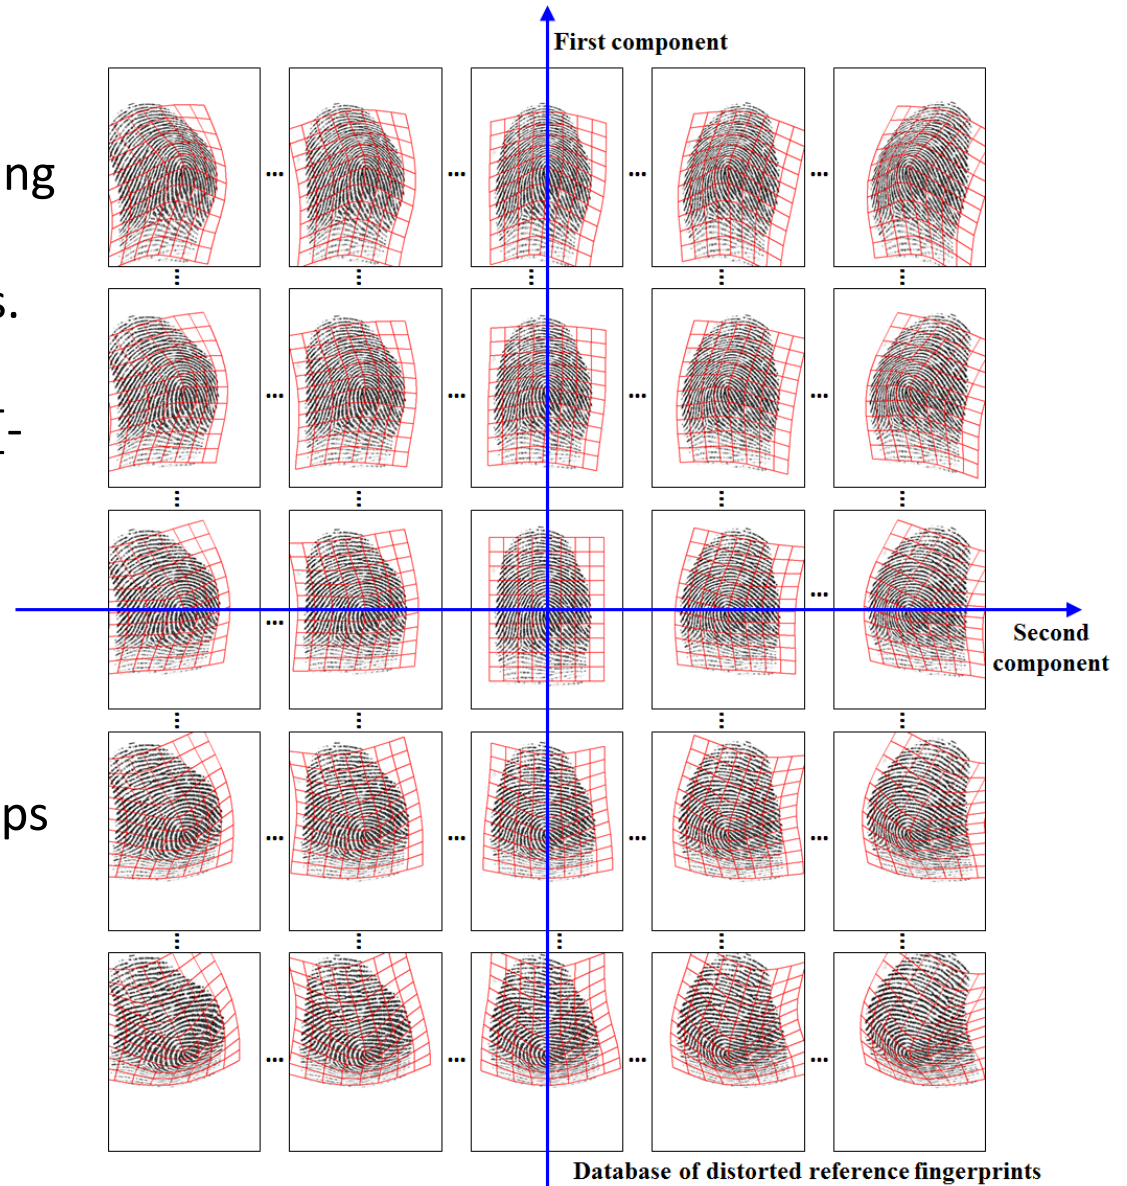 First component
ng
s.
-
Second
component
ps
Database of distorted reference fingerprints